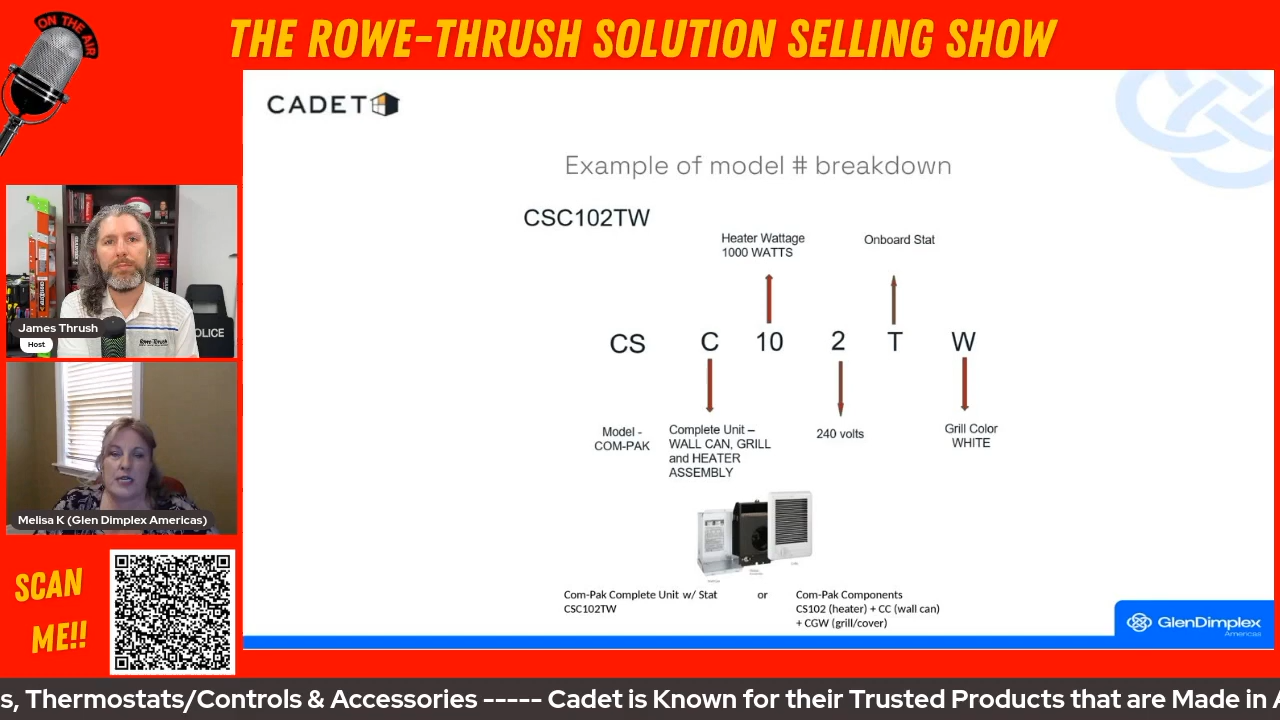 ON THE AIR
THE ROWE-THRUSH SOLUTION SELLING SHOW
CADET
Example of model # breakdown
CSC102TW
Heater Wattage
1000 WATTS
Onboard Stat
CS C 10 2 T W
Model -
COM-PAK
Complete Unit –
WALL CAN, GRILL
and HEATER
ASSEMBLY
240 volts
Grill Color
WHITE
Com-Pak Complete Unit w/ Stat
CSC102TW
or
Com-Pak Components
CS102 (heater) + CC (wall can)
+ CGW (grill/cover)
GlenDimplex
Americas
James Thrush
Host
OLICE
Rowe-Thrush
Melisa K (Glen Dimplex Americas)
SCAN
ME!!
s, Thermostats/Controls & Accessories ----- Cadet is Known for their Trusted Products that are Made in A